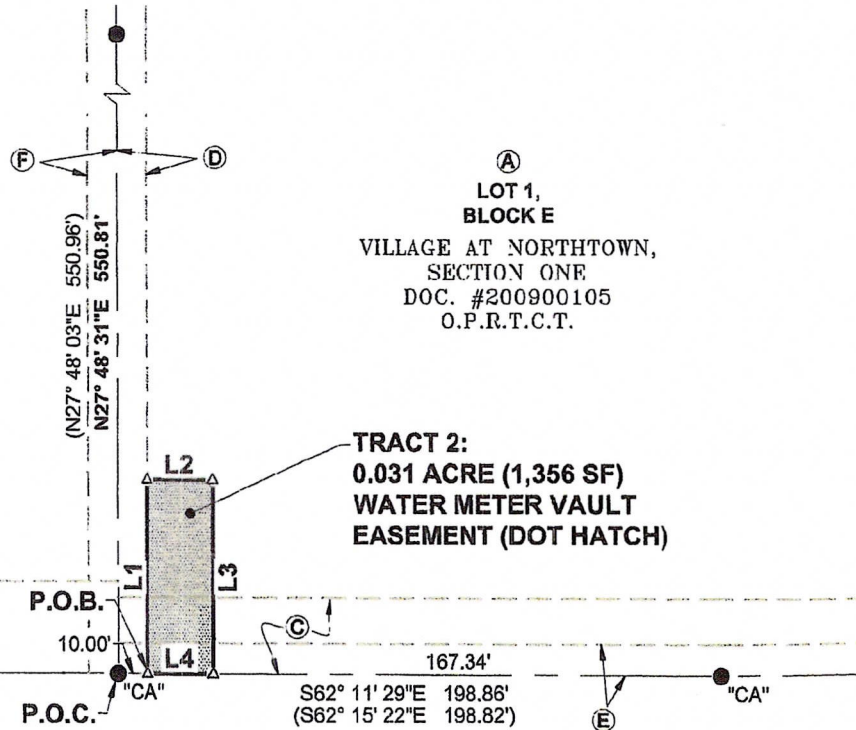 Ⓕ
Ⓓ
Ⓐ
LOT 1,
BLOCK E
VILLAGE AT NORTHTOWN,
SECTION ONE
DOC. #200900105
O.P.R.T.C.T.
(N27° 48' 03"E 550.96')
N27° 48' 31"E 550.81'
TRACT 2:
0.031 ACRE (1,356 SF)
WATER METER VAULT
EASEMENT (DOT HATCH)
L2
L1
L3
P.O.B.
Ⓒ
10.00'
L4
167.34'
"CA"
S62° 11' 29"E 198.86'
"CA"
P.O.C.
(S62° 15' 22"E 198.82')
Ⓔ